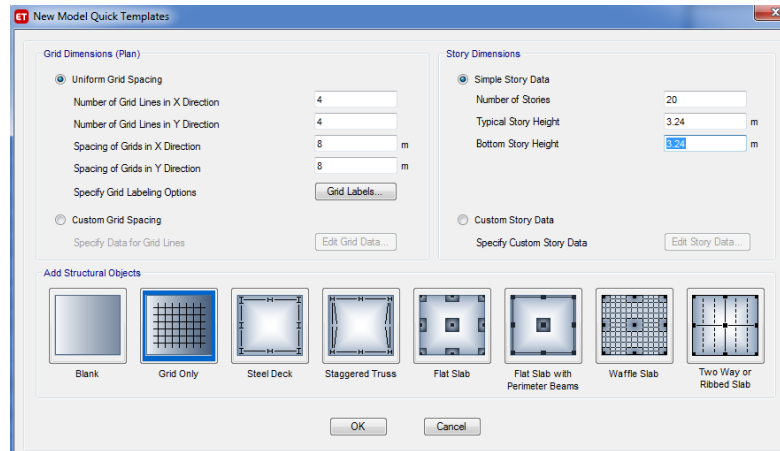 ET New Model Quick Templates
Grid Dimensions (Plan)
Uniform Grid Spacing
Number of Grid Lines in X Direction 4
Number of Grid Lines in Y Direction 4
Spacing of Grids in X Direction 8 m
Spacing of Grids in Y Direction 8 m
Specify Grid Labeling Options Grid Labels...
Custom Grid Spacing
Specify Data for Grid Lines Edit Grid Data...
Story Dimensions
Simple Story Data
Number of Stories 20
Typical Story Height 3.24 m
Bottom Story Height 3.24 m
Custom Story Data
Specify Custom Story Data Edit Story Data...
Add Structural Objects
Blank
Grid Only
Steel Deck
Staggered Truss
Flat Slab
Flat Slab with
Perimeter Beams
Waffle Slab
Two Way or
Ribbed Slab
OK
Cancel